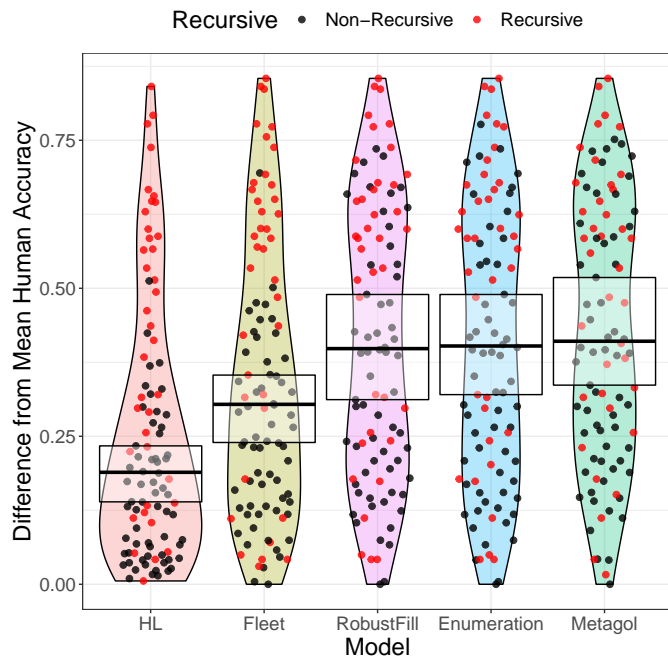 Recursive Non−Recursive Recursive
Difference from Mean Human Accuracy
0.75
0.50
0.25
0.00
HL Fleet RobustFill Enumeration Metagol
Model